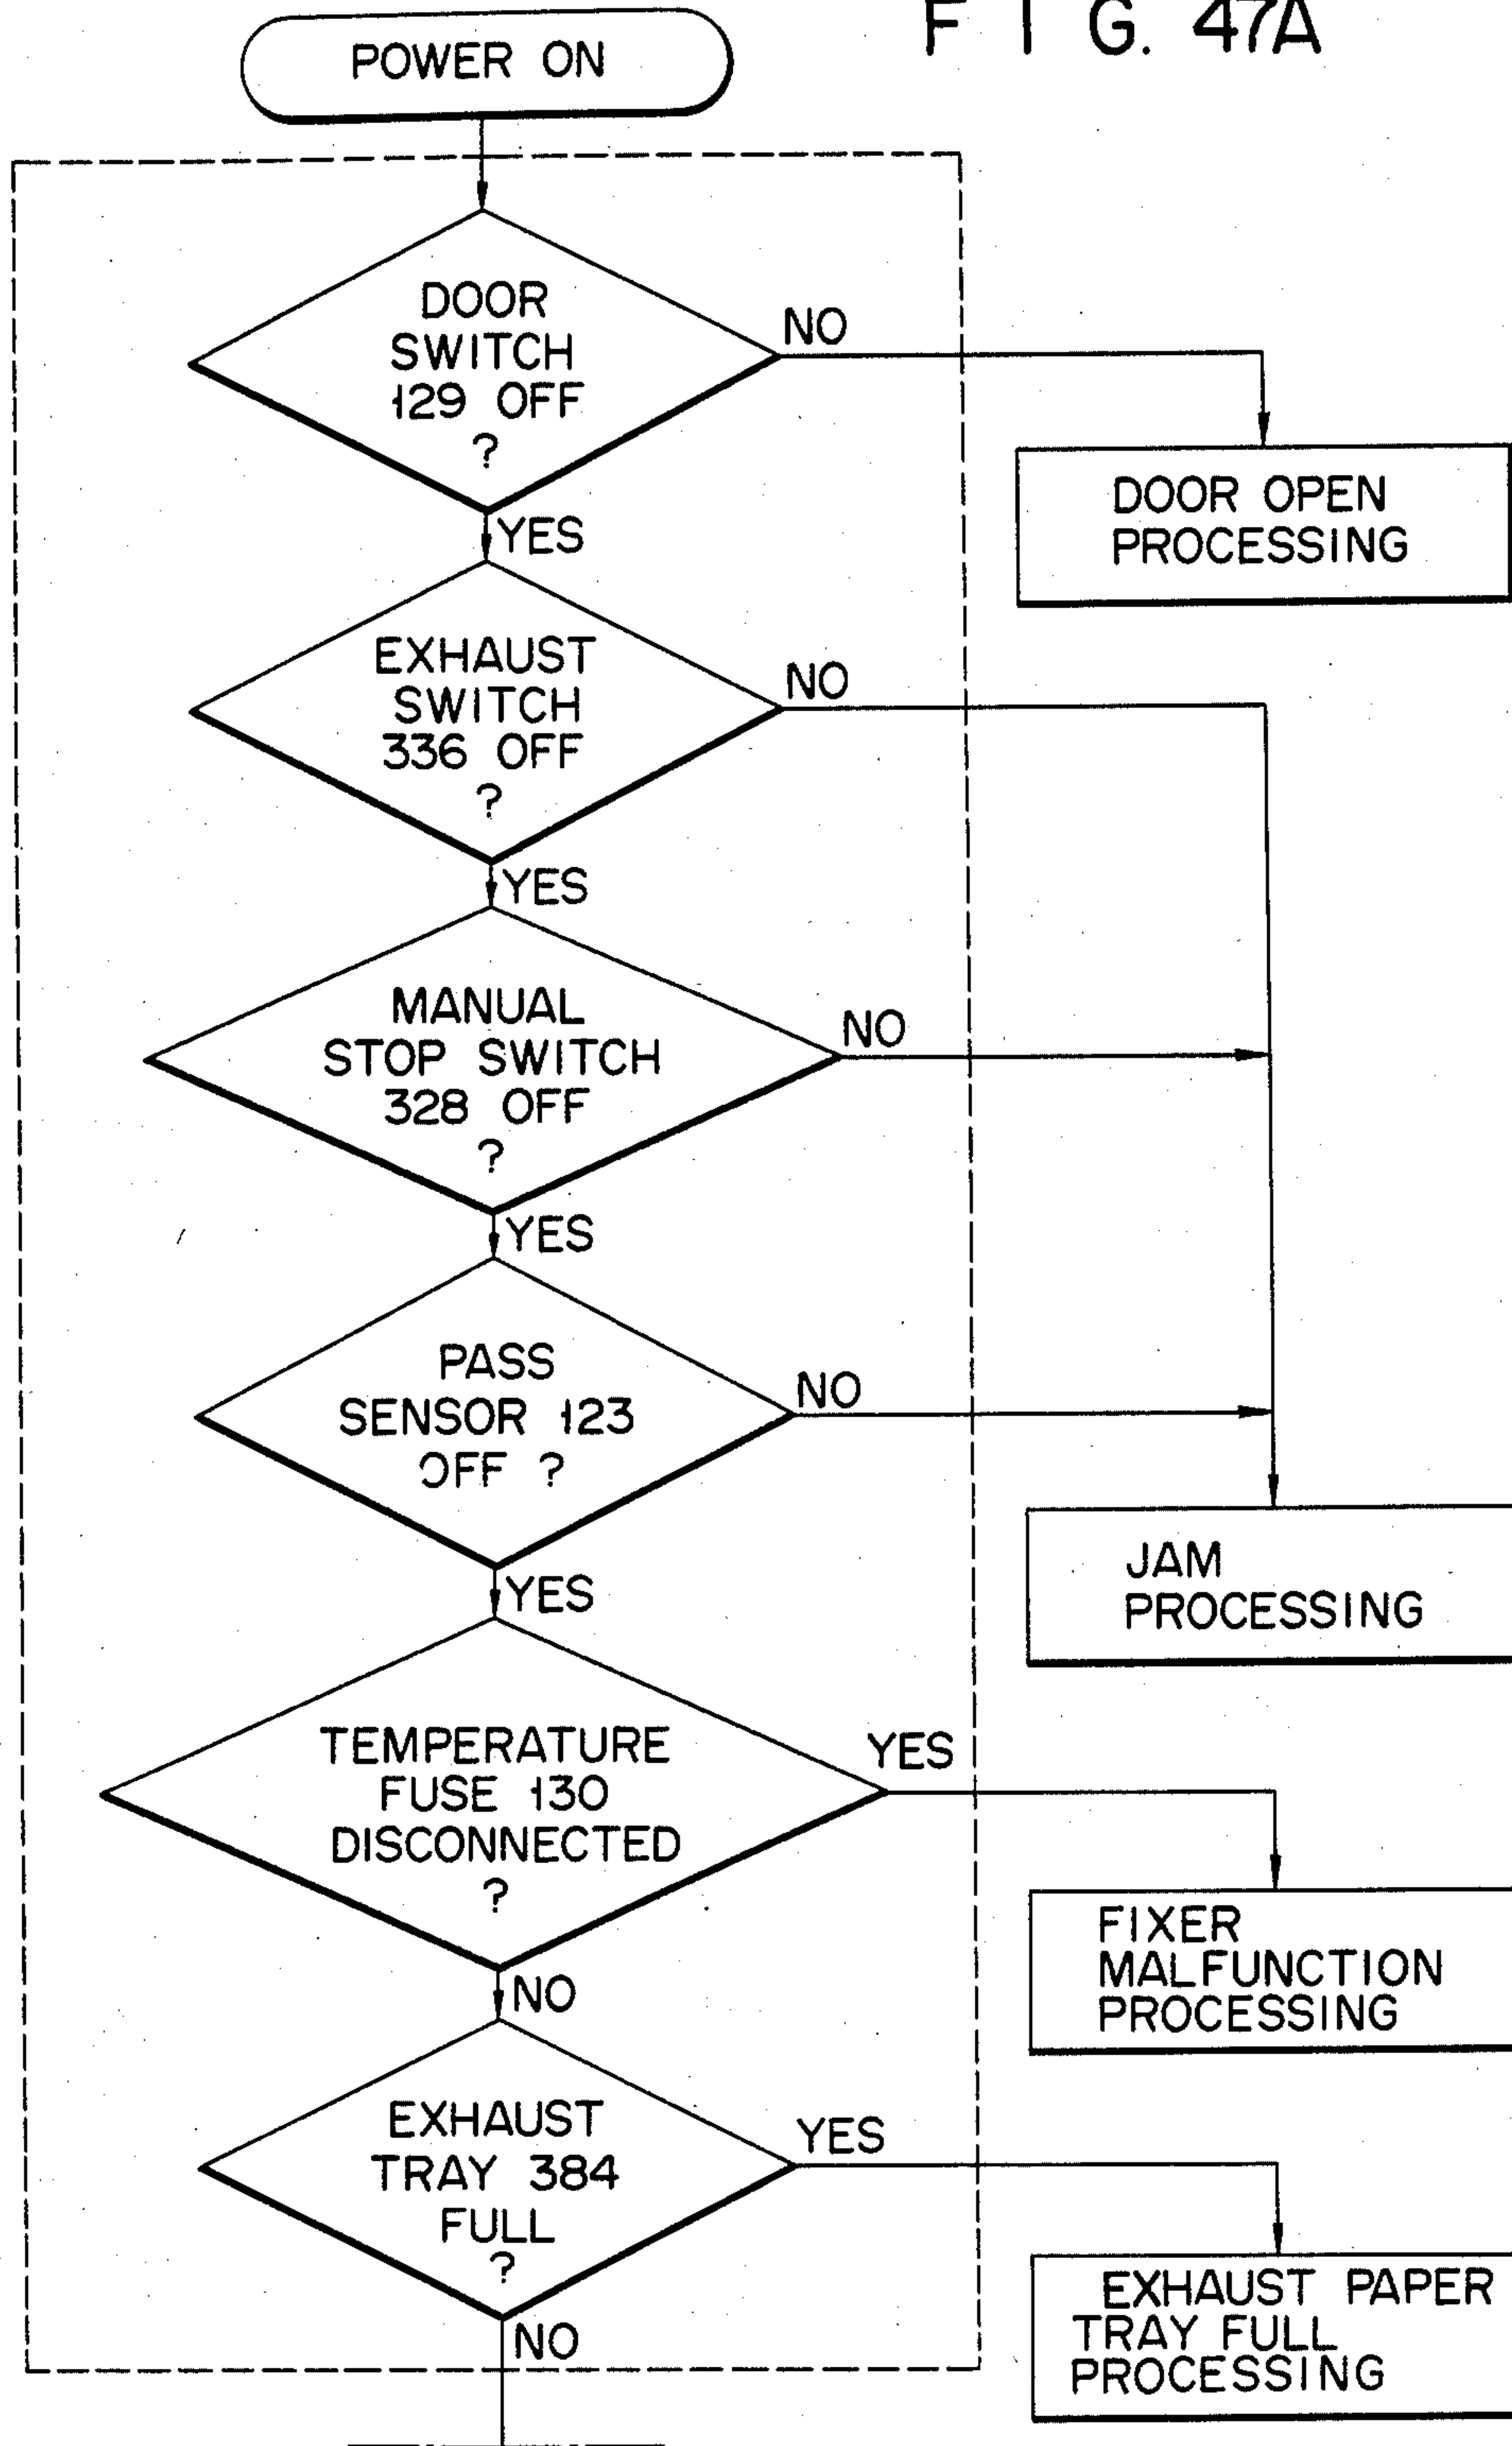 F I G. 47A
POWER ON
DOOR
SWITCH
129 OFF
?
NO
DOOR OPEN
PROCESSING
YES
EXHAUST
SWITCH
336 OFF
?
NO
YES
MANUAL
STOP SWITCH
328 OFF
?
NO
YES
PASS
SENSOR 123
OFF ?
NO
JAM
PROCESSING
YES
TEMPERATURE
FUSE 130
DISCONNECTED
?
YES
FIXER
MALFUNCTION
PROCESSING
NO
EXHAUST
TRAY 384
FULL
?
YES
EXHAUST PAPER
TRAY FULL
PROCESSING
NO